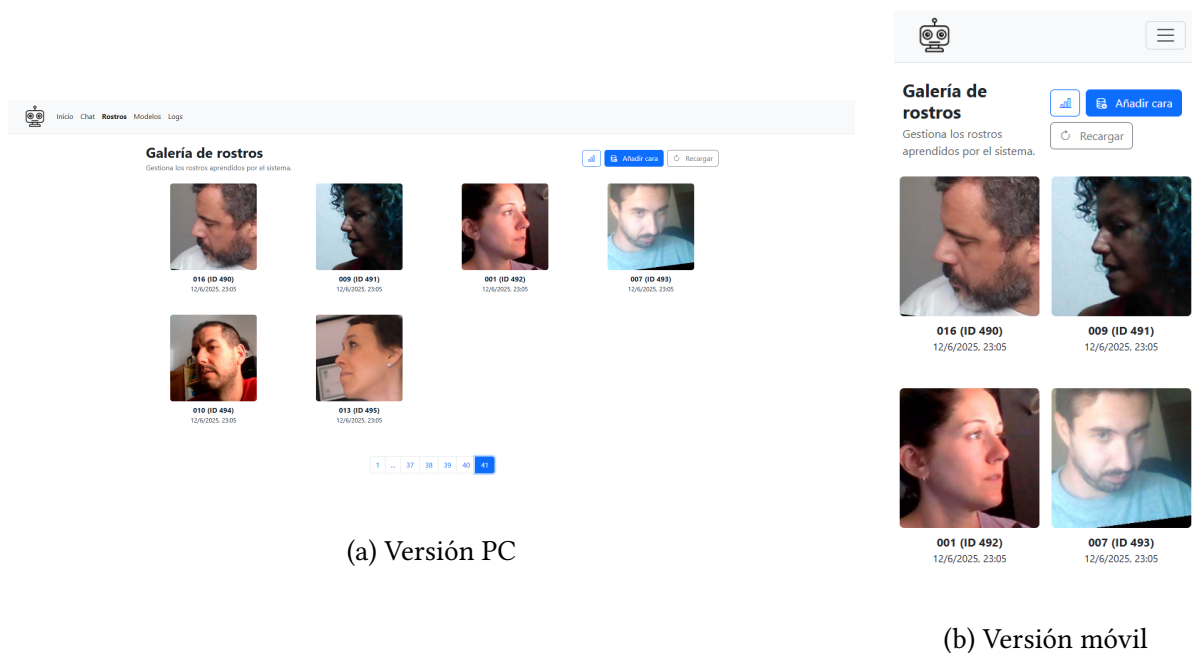 Inicio Chat Rostros Modelos Logs
Galería de rostros
Gestiona los rostros aprendidos por el sistema.
Añadir cara
Recargar
016 (ID 490)
12/6/2025, 23:05
009 (ID 491)
12/6/2025, 23:05
001 (ID 492)
12/6/2025, 23:05
007 (ID 493)
12/6/2025, 23:05
010 (ID 494)
12/6/2025, 23:05
013 (ID 495)
12/6/2025, 23:05
1 ... 37 38 39 40 41
(a) Versión PC
Galería de
rostros
Gestiona los rostros
aprendidos por el sistema.
Añadir cara
Recargar
016 (ID 490)
12/6/2025, 23:05
009 (ID 491)
12/6/2025, 23:05
001 (ID 492)
12/6/2025, 23:05
007 (ID 493)
12/6/2025, 23:05
(b) Versión móvil